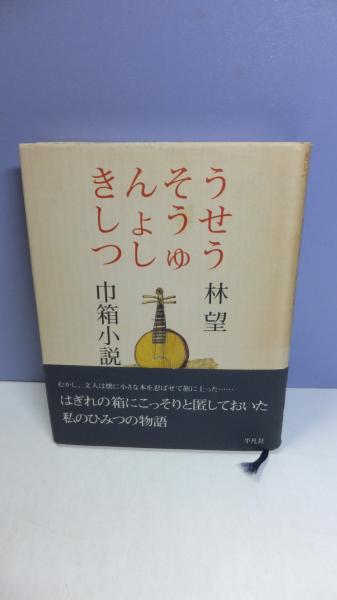 きんそう
しょうせ
つしゅう
林望
巾箱小説
むかし、文人は懐に小さな本を忍ばせて旅に上った……
はぎれの箱にこっそりと匿しておいた
私のひみつの物語
平凡社